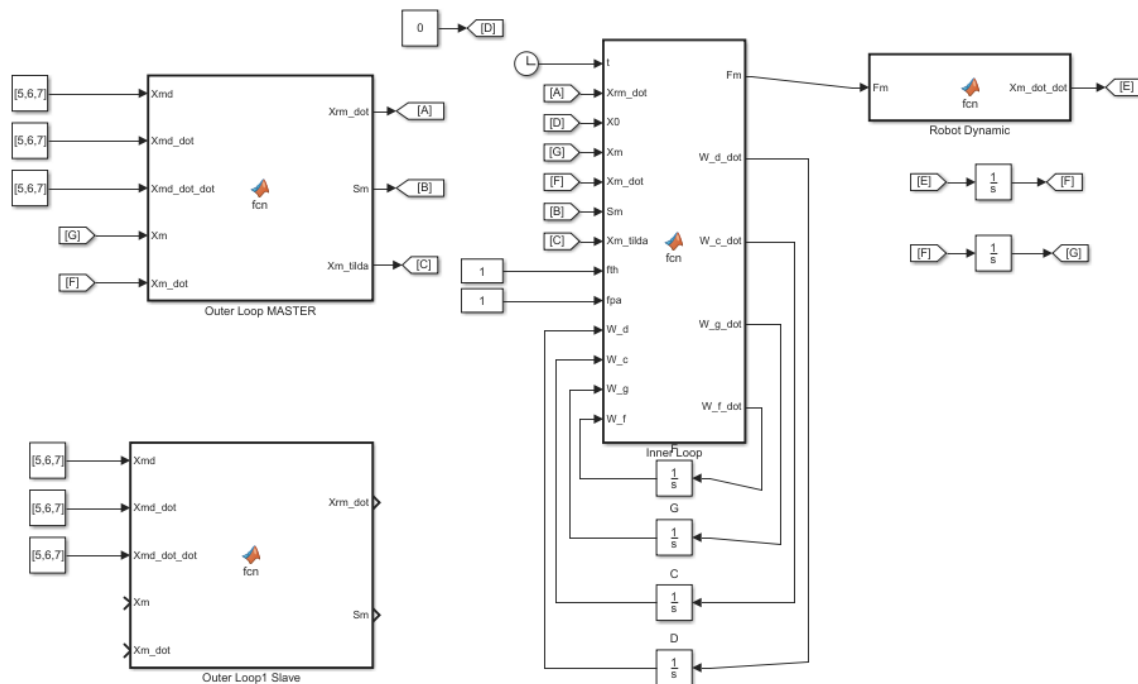 0
[D]
[5,6,7]
[5,6,7]
[5,6,7]
[G]
[F]
Xmd
Xmd_dot
Xmd_dot_dot
Xm
Xm_dot
fcn
Xrm_dot
Sm
Xm_tilda
[A]
[B]
[C]
Outer Loop MASTER
[A]
[D]
[G]
[F]
[B]
[C]
1
1
t
Xrm_dot
X0
Xm
Xm_dot
Sm
Xm_tilda
fth
fpa
W_d
W_c
W_g
W_f
fcn
Fm
W_d_dot
W_c_dot
W_g_dot
W_f_dot
Inner Loop
Fm
fcn
Xm_dot_dot
[E]
Robot Dynamic
[E]
1
s
[F]
[F]
1
s
[G]
[5,6,7]
[5,6,7]
[5,6,7]
Xmd
Xmd_dot
Xmd_dot_dot
Xm
Xm_dot
fcn
Xrm_dot
Sm
Outer Loop1 Slave
F
1
s
G
1
s
C
1
s
D
1
s